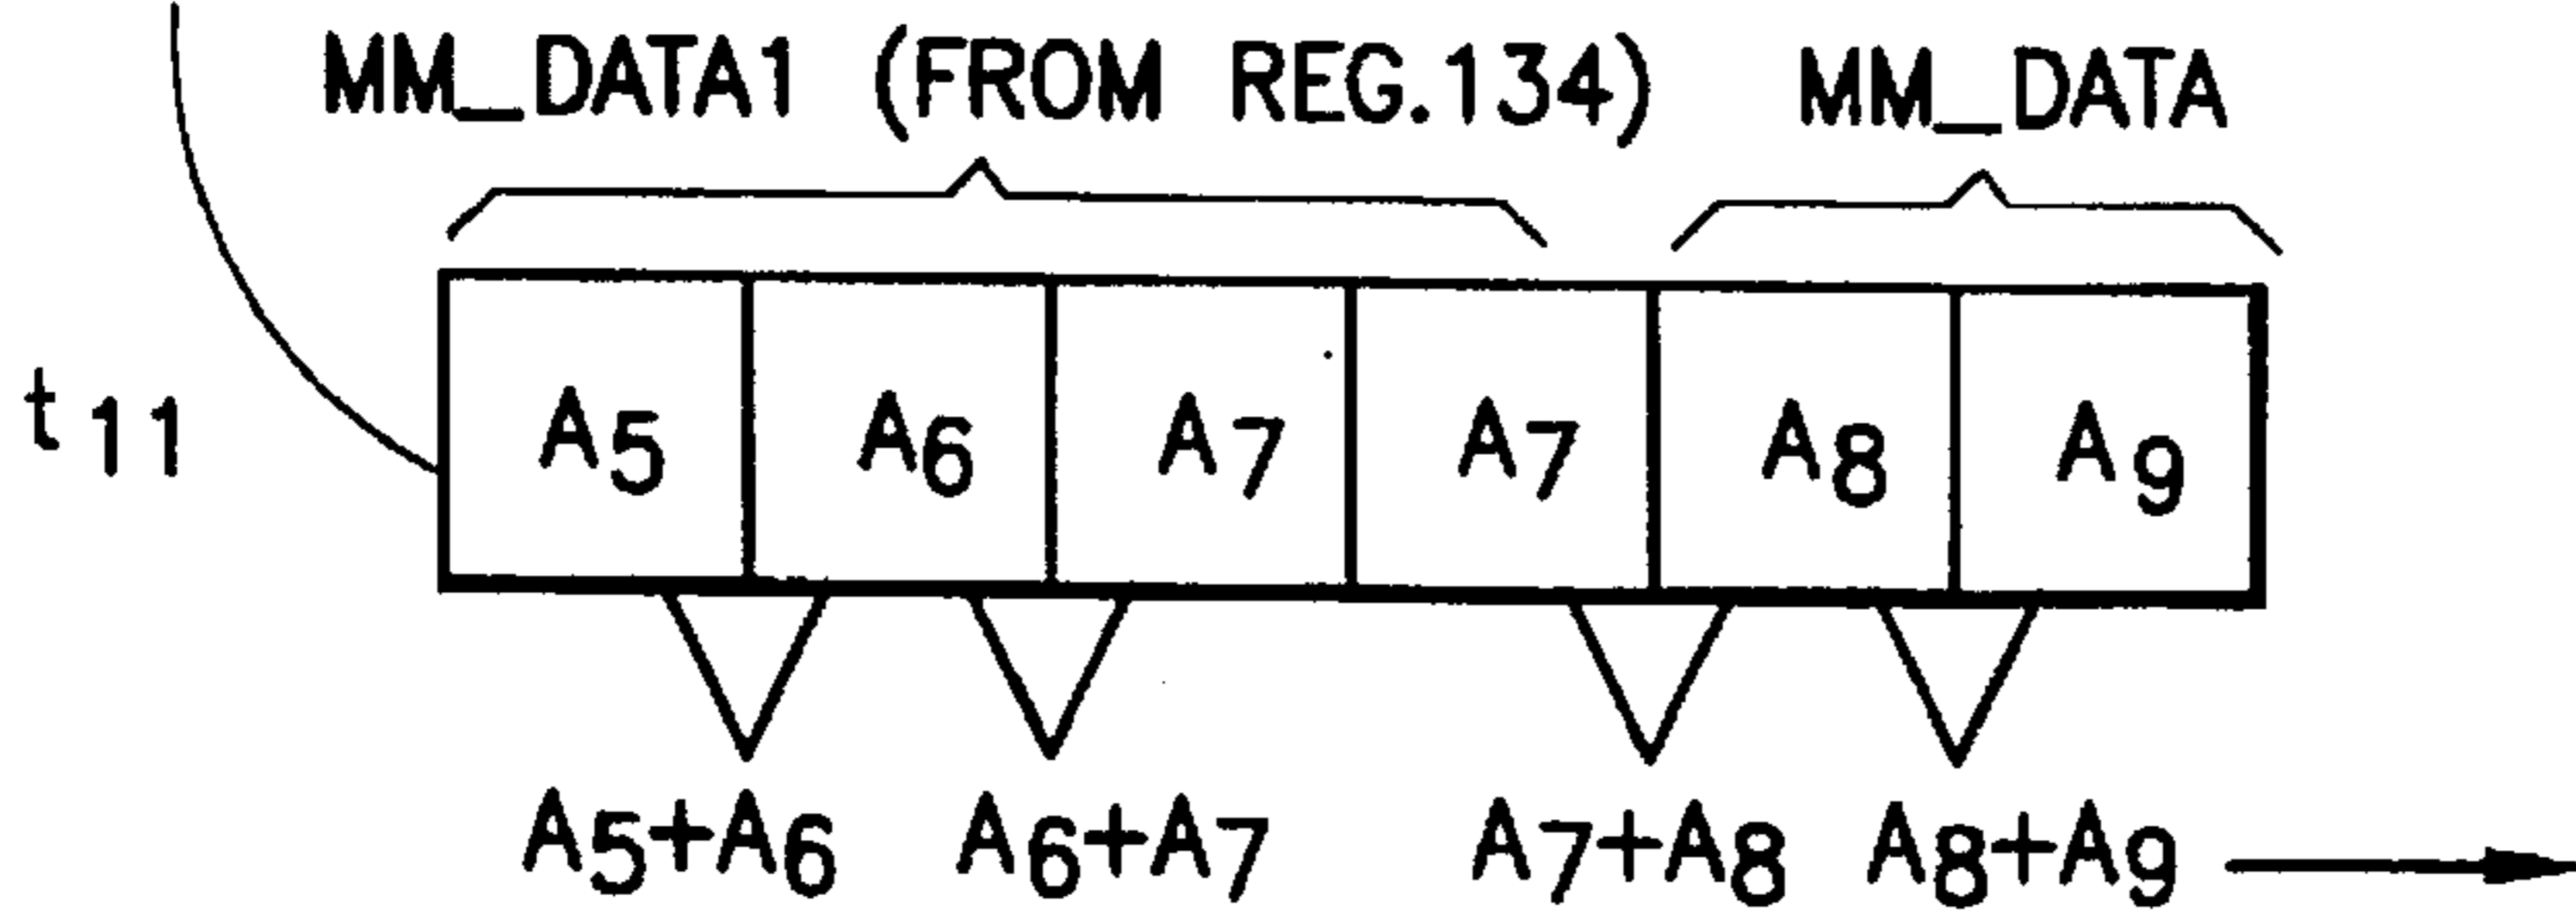 MM_DATA1 (FROM REG.134) MM_DATA
t11 A5 A6 A7 A7 A8 A9
A5+A6 A6+A7 A7+A8 A8+A9